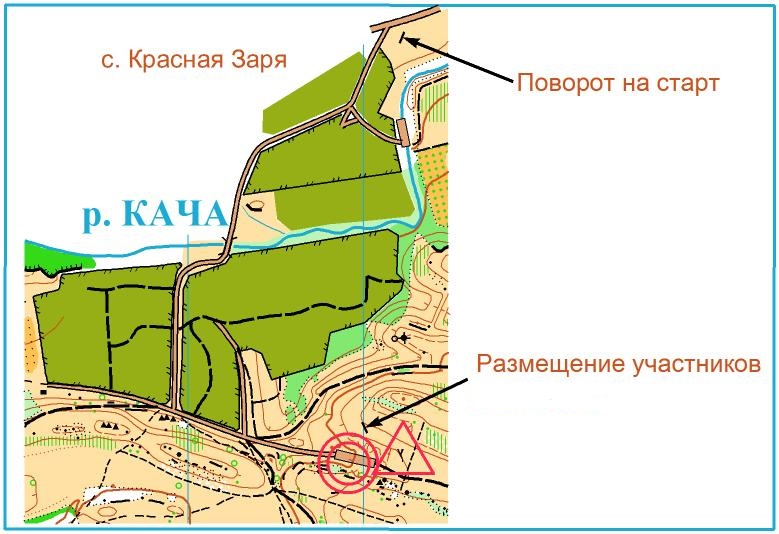 с. Красная Заря
Поворот на старт
р. КАЧА
Размещение участников